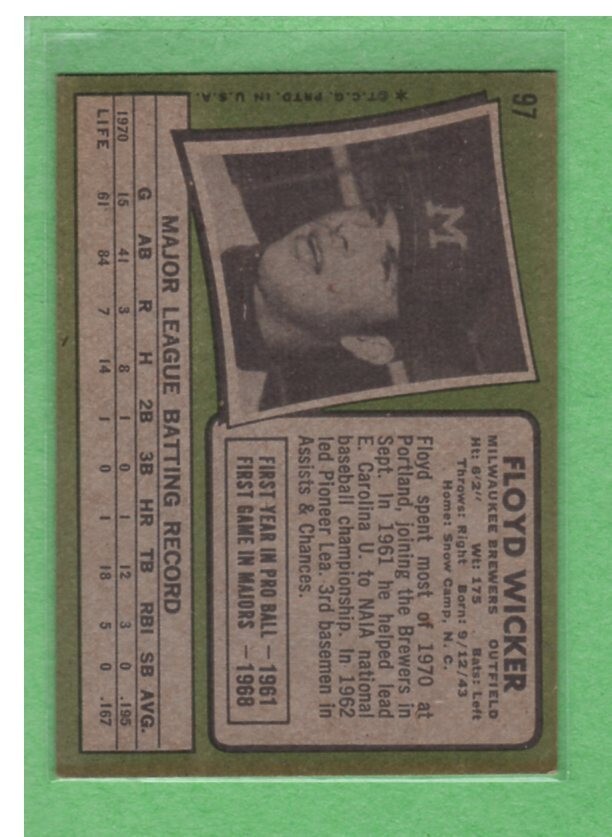 97
FLOYD WICKER
MILWAUKEE BREWERS OUTFIELD
Ht: 6'2" Wt: 175 Bats: Left
Throws: Right Born: 9/12/43
Home: Snow Camp, N. C.
Floyd spent most of 1970 at
Portland, joining the Brewers in
Sept. In 1961 he helped lead
E. Carolina U. to NAIA national
baseball championship. In 1962
led Pioneer Lea. 3rd basemen in
Assists & Chances.
FIRST YEAR IN PRO BALL — 1961
FIRST GAME IN MAJORS — 1968
M
MAJOR LEAGUE BATTING RECORD
G AB R H 2B 3B HR TB RBI SB AVG.
1970 15 41 3 8 1 0 1 12 3 0 .195
LIFE 61 84 7 14 1 0 1 18 5 0 .167
*©T.C.G. PRTD. IN U.S.A.